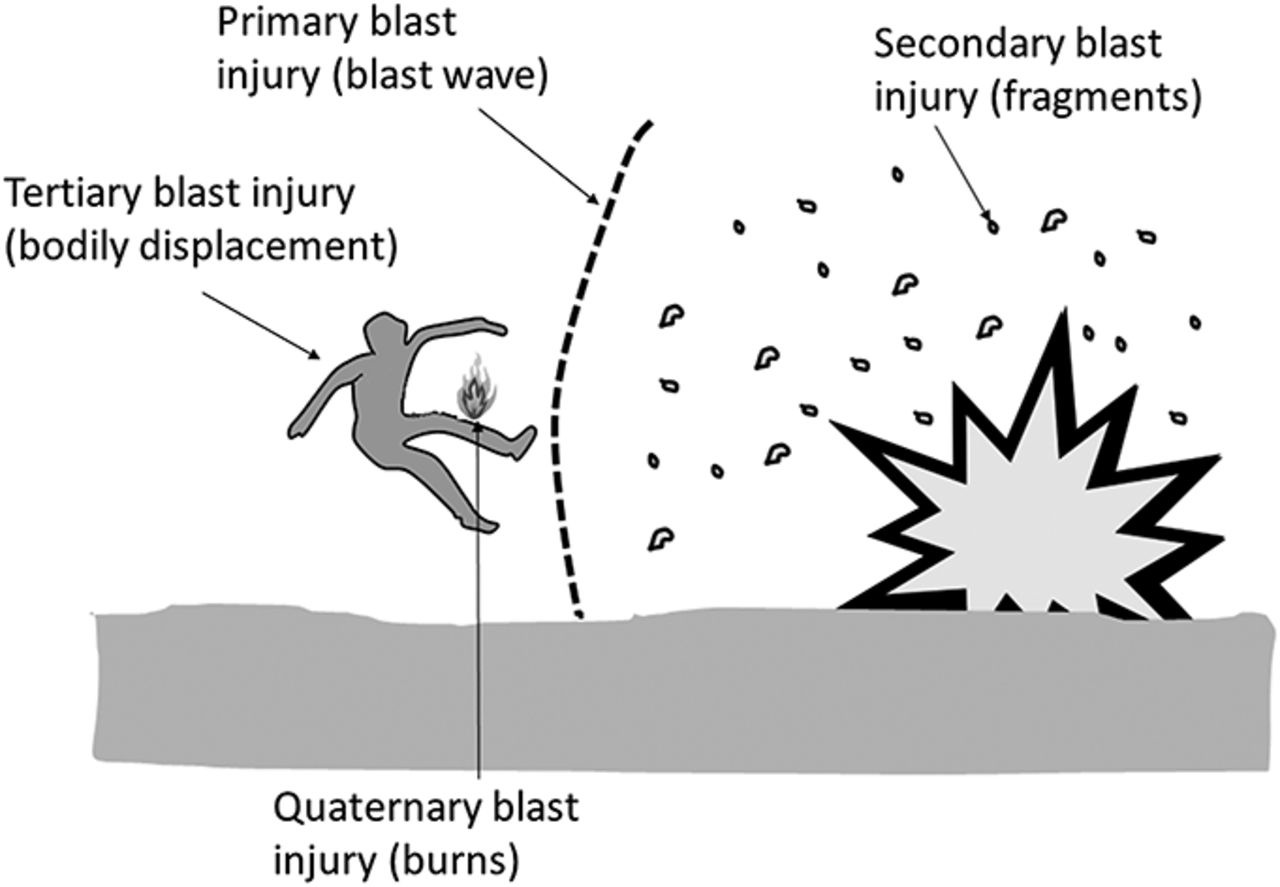 Primary blast
injury (blast wave)
Secondary blast
injury (fragments)
Tertiary blast injury
(bodily displacement)
Quaternary blast
injury (burns)